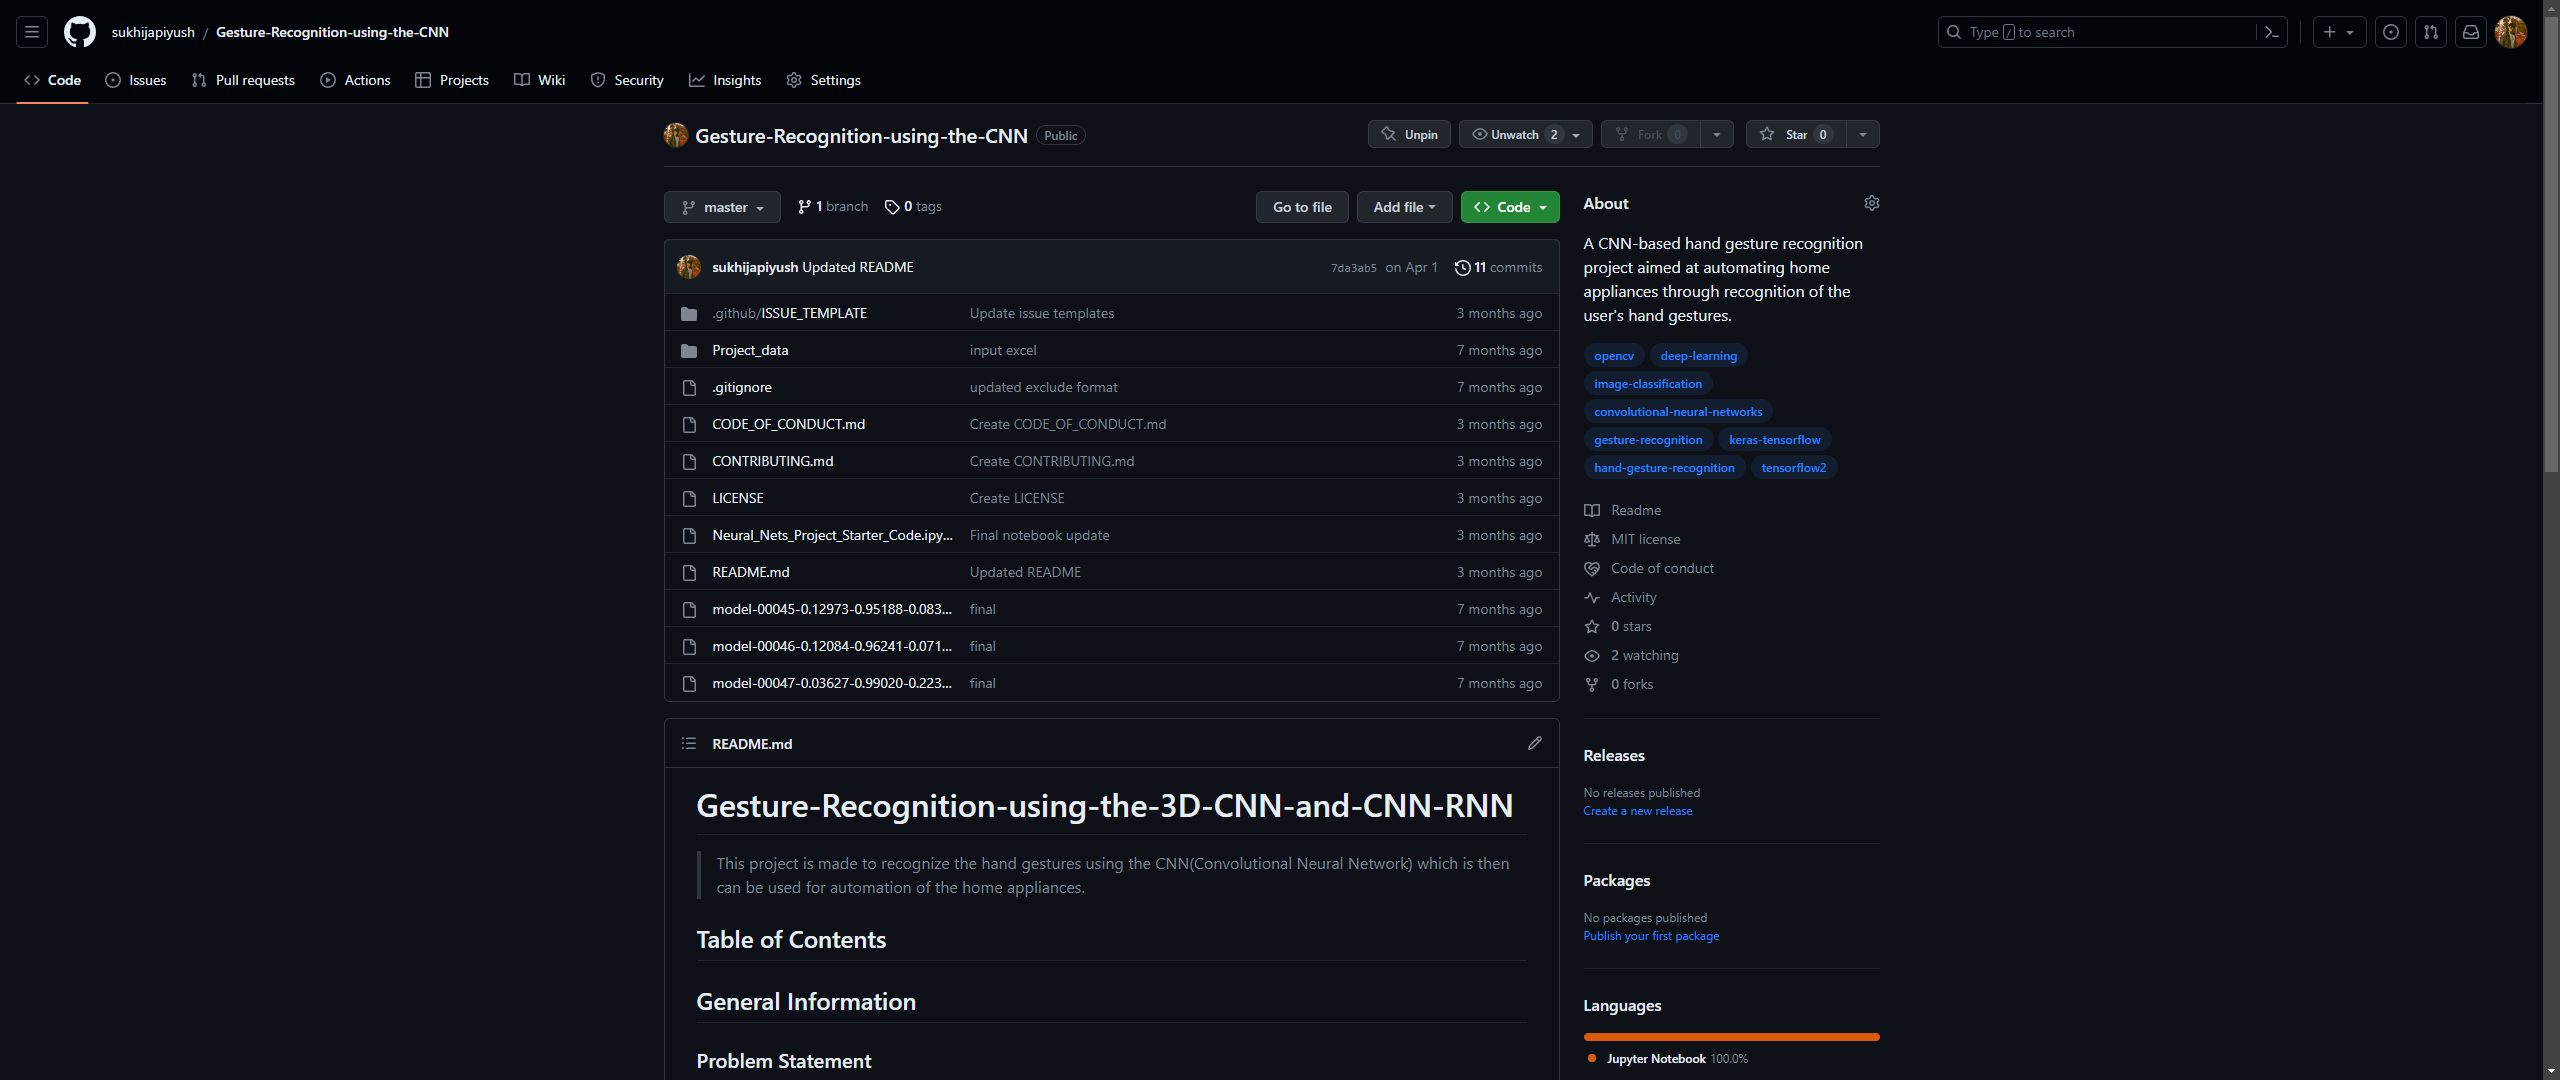 sukhijapiyush / Gesture-Recognition-using-the-CNN
Type / to search
Code Issues Pull requests Actions Projects Wiki Security Insights Settings
Gesture-Recognition-using-the-CNN Public
Unpin Unwatch 2 Fork 0 Star 0
master 1 branch 0 tags Go to file Add file Code
sukhijapiyush Updated README 7da3ab5 on Apr 1 11 commits
.github/ISSUE_TEMPLATE Update issue templates 3 months ago
Project_data input excel 7 months ago
.gitignore updated exclude format 7 months ago
CODE_OF_CONDUCT.md Create CODE_OF_CONDUCT.md 3 months ago
CONTRIBUTING.md Create CONTRIBUTING.md 3 months ago
LICENSE Create LICENSE 3 months ago
Neural_Nets_Project_Starter_Code.ipy... Final notebook update 3 months ago
README.md Updated README 3 months ago
model-00045-0.12973-0.95188-0.083... final 7 months ago
model-00046-0.12084-0.96241-0.071... final 7 months ago
model-00047-0.03627-0.99020-0.223... final 7 months ago
README.md
Gesture-Recognition-using-the-3D-CNN-and-CNN-RNN
This project is made to recognize the hand gestures using the CNN(Convolutional Neural Network) which is then
can be used for automation of the home appliances.
Table of Contents
General Information
Problem Statement
About
A CNN-based hand gesture recognition
project aimed at automating home
appliances through recognition of the
user's hand gestures.
opencv deep-learning
image-classification
convolutional-neural-networks
gesture-recognition keras-tensorflow
hand-gesture-recognition tensorflow2
Readme
MIT license
Code of conduct
Activity
0 stars
2 watching
0 forks
Releases
No releases published
Create a new release
Packages
No packages published
Publish your first package
Languages
Jupyter Notebook 100.0%